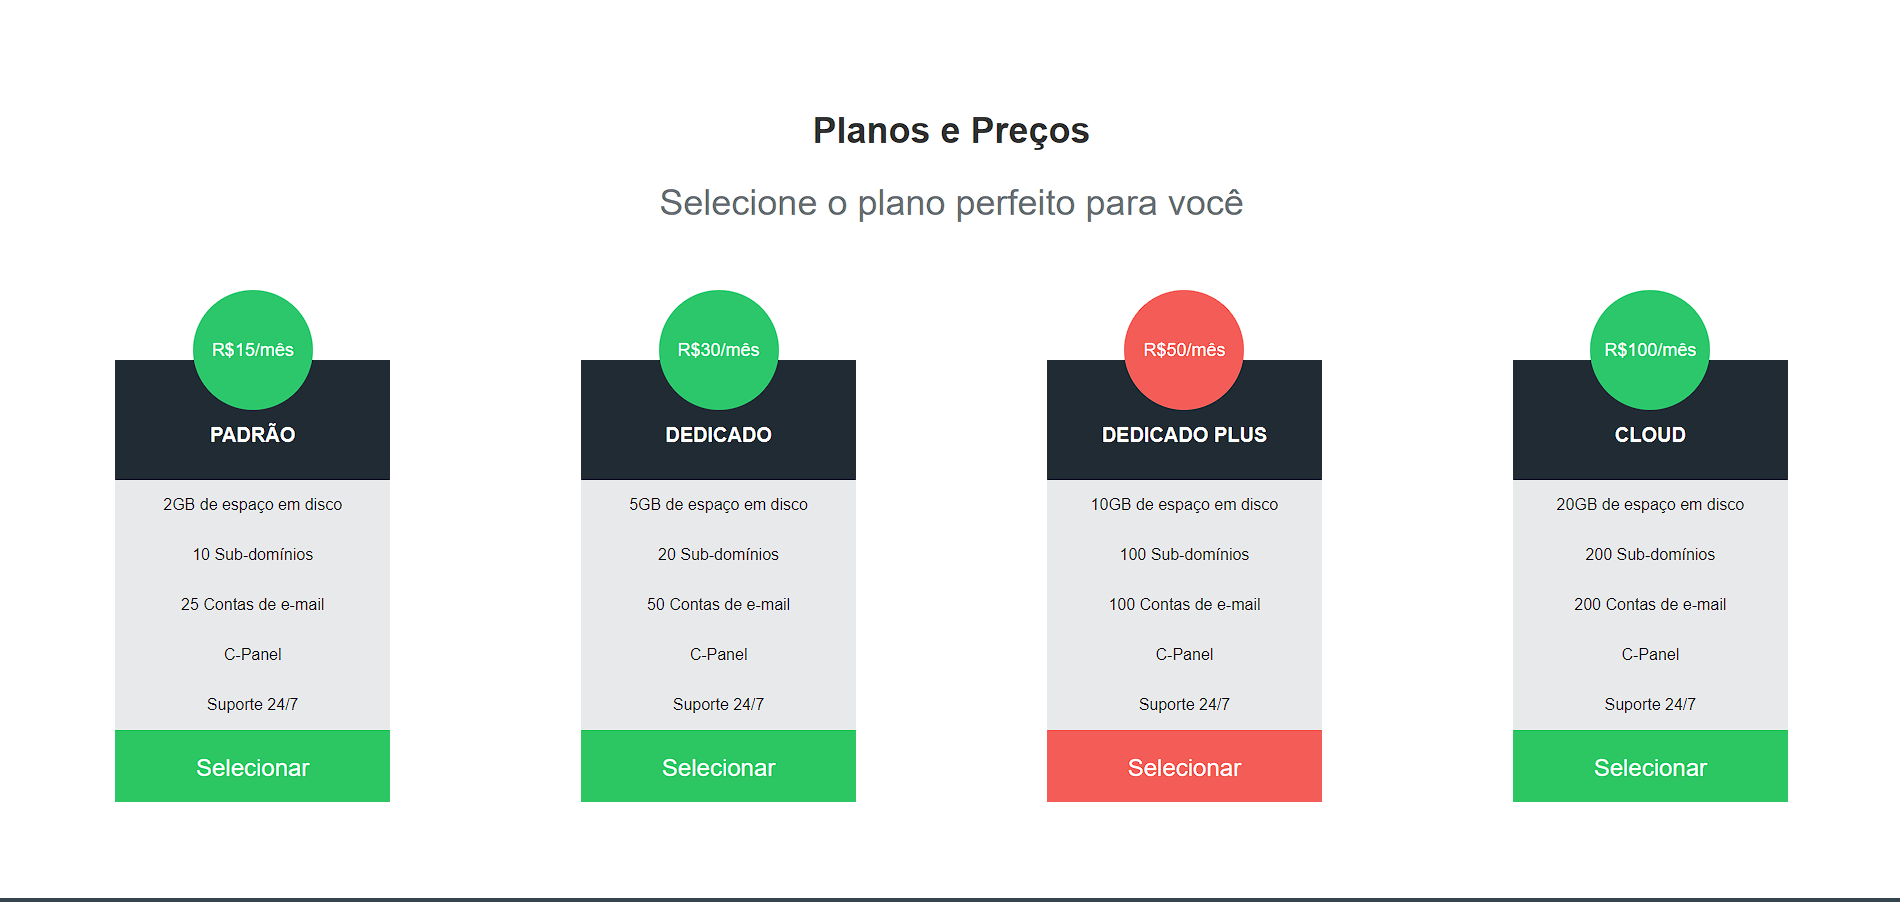 Planos e Preços
Selecione o plano perfeito para você
R$15/mês
PADRÃO
2GB de espaço em disco
10 Sub-domínios
25 Contas de e-mail
C-Panel
Suporte 24/7
Selecionar
R$30/mês
DEDICADO
5GB de espaço em disco
20 Sub-domínios
50 Contas de e-mail
C-Panel
Suporte 24/7
Selecionar
R$50/mês
DEDICADO PLUS
10GB de espaço em disco
100 Sub-domínios
100 Contas de e-mail
C-Panel
Suporte 24/7
Selecionar
R$100/mês
CLOUD
20GB de espaço em disco
200 Sub-domínios
200 Contas de e-mail
C-Panel
Suporte 24/7
Selecionar